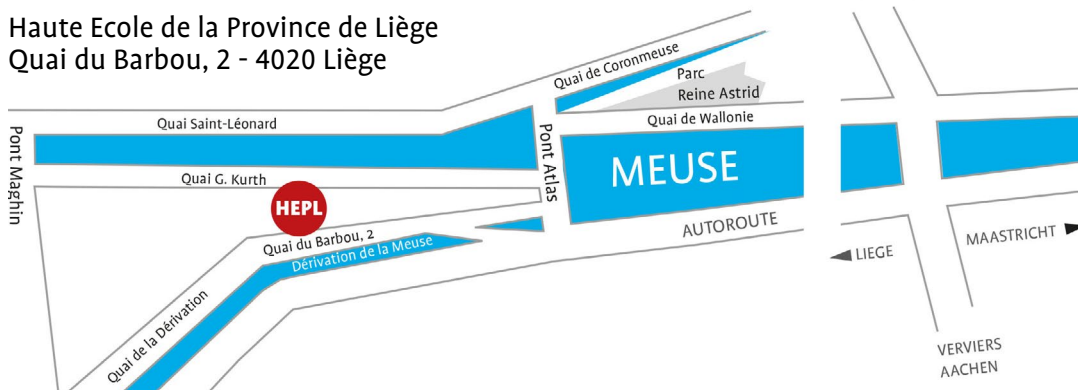 Haute Ecole de la Province de Liège
Quai du Barbou, 2 - 4020 Liège
Quai de Coronmeuse
Parc
Reine Astrid
Quai Saint-Léonard
Quai de Wallonie
Pont Maghin
Pont Atlas
MEUSE
Quai G. Kurth
HEPL
Quai du Barbou, 2
Dérivation de la Meuse
AUTOROUTE
LIEGE
MAASTRICHT
Quai de la Dérivation
VERVIERS
AACHEN